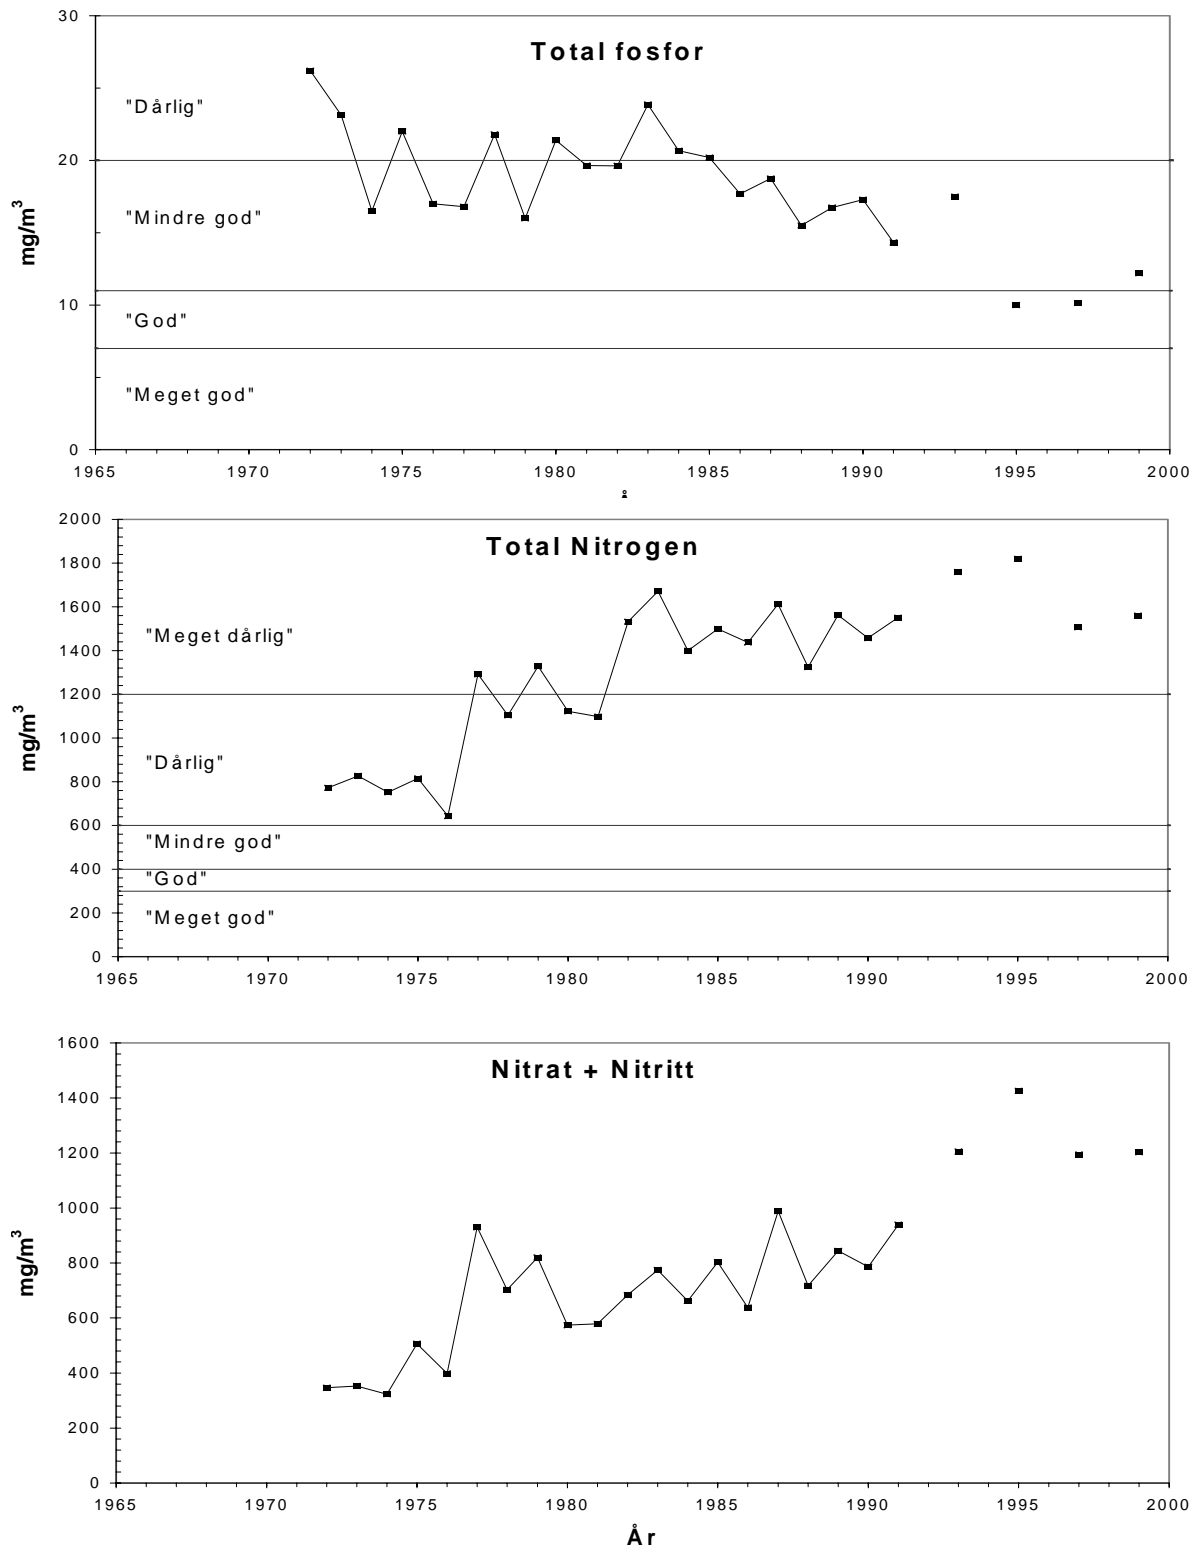 Total fosfor
30
20
10
0
mg/m³
"Dårlig"
"Mindre god"
"God"
"Meget god"
1965 1970 1975 1980 1985 1990 1995 2000
Total Nitrogen
2000
1800
1600
1400
1200
1000
800
600
400
200
0
mg/m³
"Meget dårlig"
"Dårlig"
"Mindre god"
"God"
"Meget god"
1965 1970 1975 1980 1985 1990 1995 2000
Nitrat + Nitritt
1600
1400
1200
1000
800
600
400
200
0
mg/m³
1965 1970 1975 1980 1985 1990 1995 2000
År